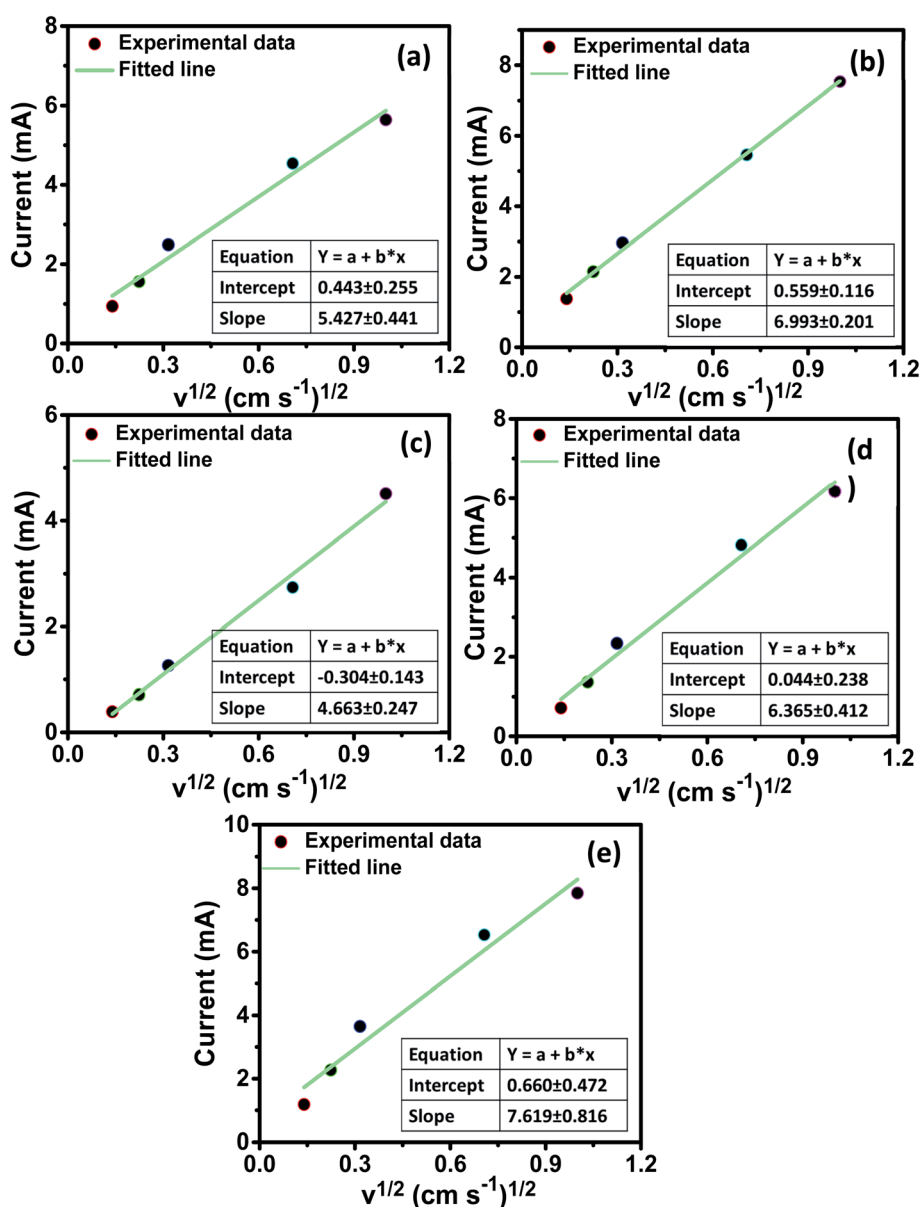 8
6
4
2
0
Current (mA)
Experimental data
Fitted line
(a)
Equation Y = a + b*x
Intercept 0.443±0.255
Slope 5.427±0.441
0.0 0.3 0.6 0.9 1.2
v1/2 (cm s-1)1/2
8
6
4
2
0
Current (mA)
Experimental data
Fitted line
(b)
Equation Y = a + b*x
Intercept 0.559±0.116
Slope 6.993±0.201
0.0 0.3 0.6 0.9 1.2
v1/2 (cm s-1)1/2
6
4
2
0
Current (mA)
Experimental data
Fitted line
(c)
Equation Y = a + b*x
Intercept -0.304±0.143
Slope 4.663±0.247
0.0 0.3 0.6 0.9 1.2
v1/2 (cm s-1)1/2
8
6
4
2
0
Current (mA)
Experimental data
Fitted line
(d
)
Equation Y = a + b*x
Intercept 0.044±0.238
Slope 6.365±0.412
0.0 0.3 0.6 0.9 1.2
v1/2 (cm s-1)1/2
10
8
6
4
2
0
Current (mA)
Experimental data
Fitted line
(e)
Equation Y = a + b*x
Intercept 0.660±0.472
Slope 7.619±0.816
0.0 0.3 0.6 0.9 1.2
v1/2 (cm s-1)1/2